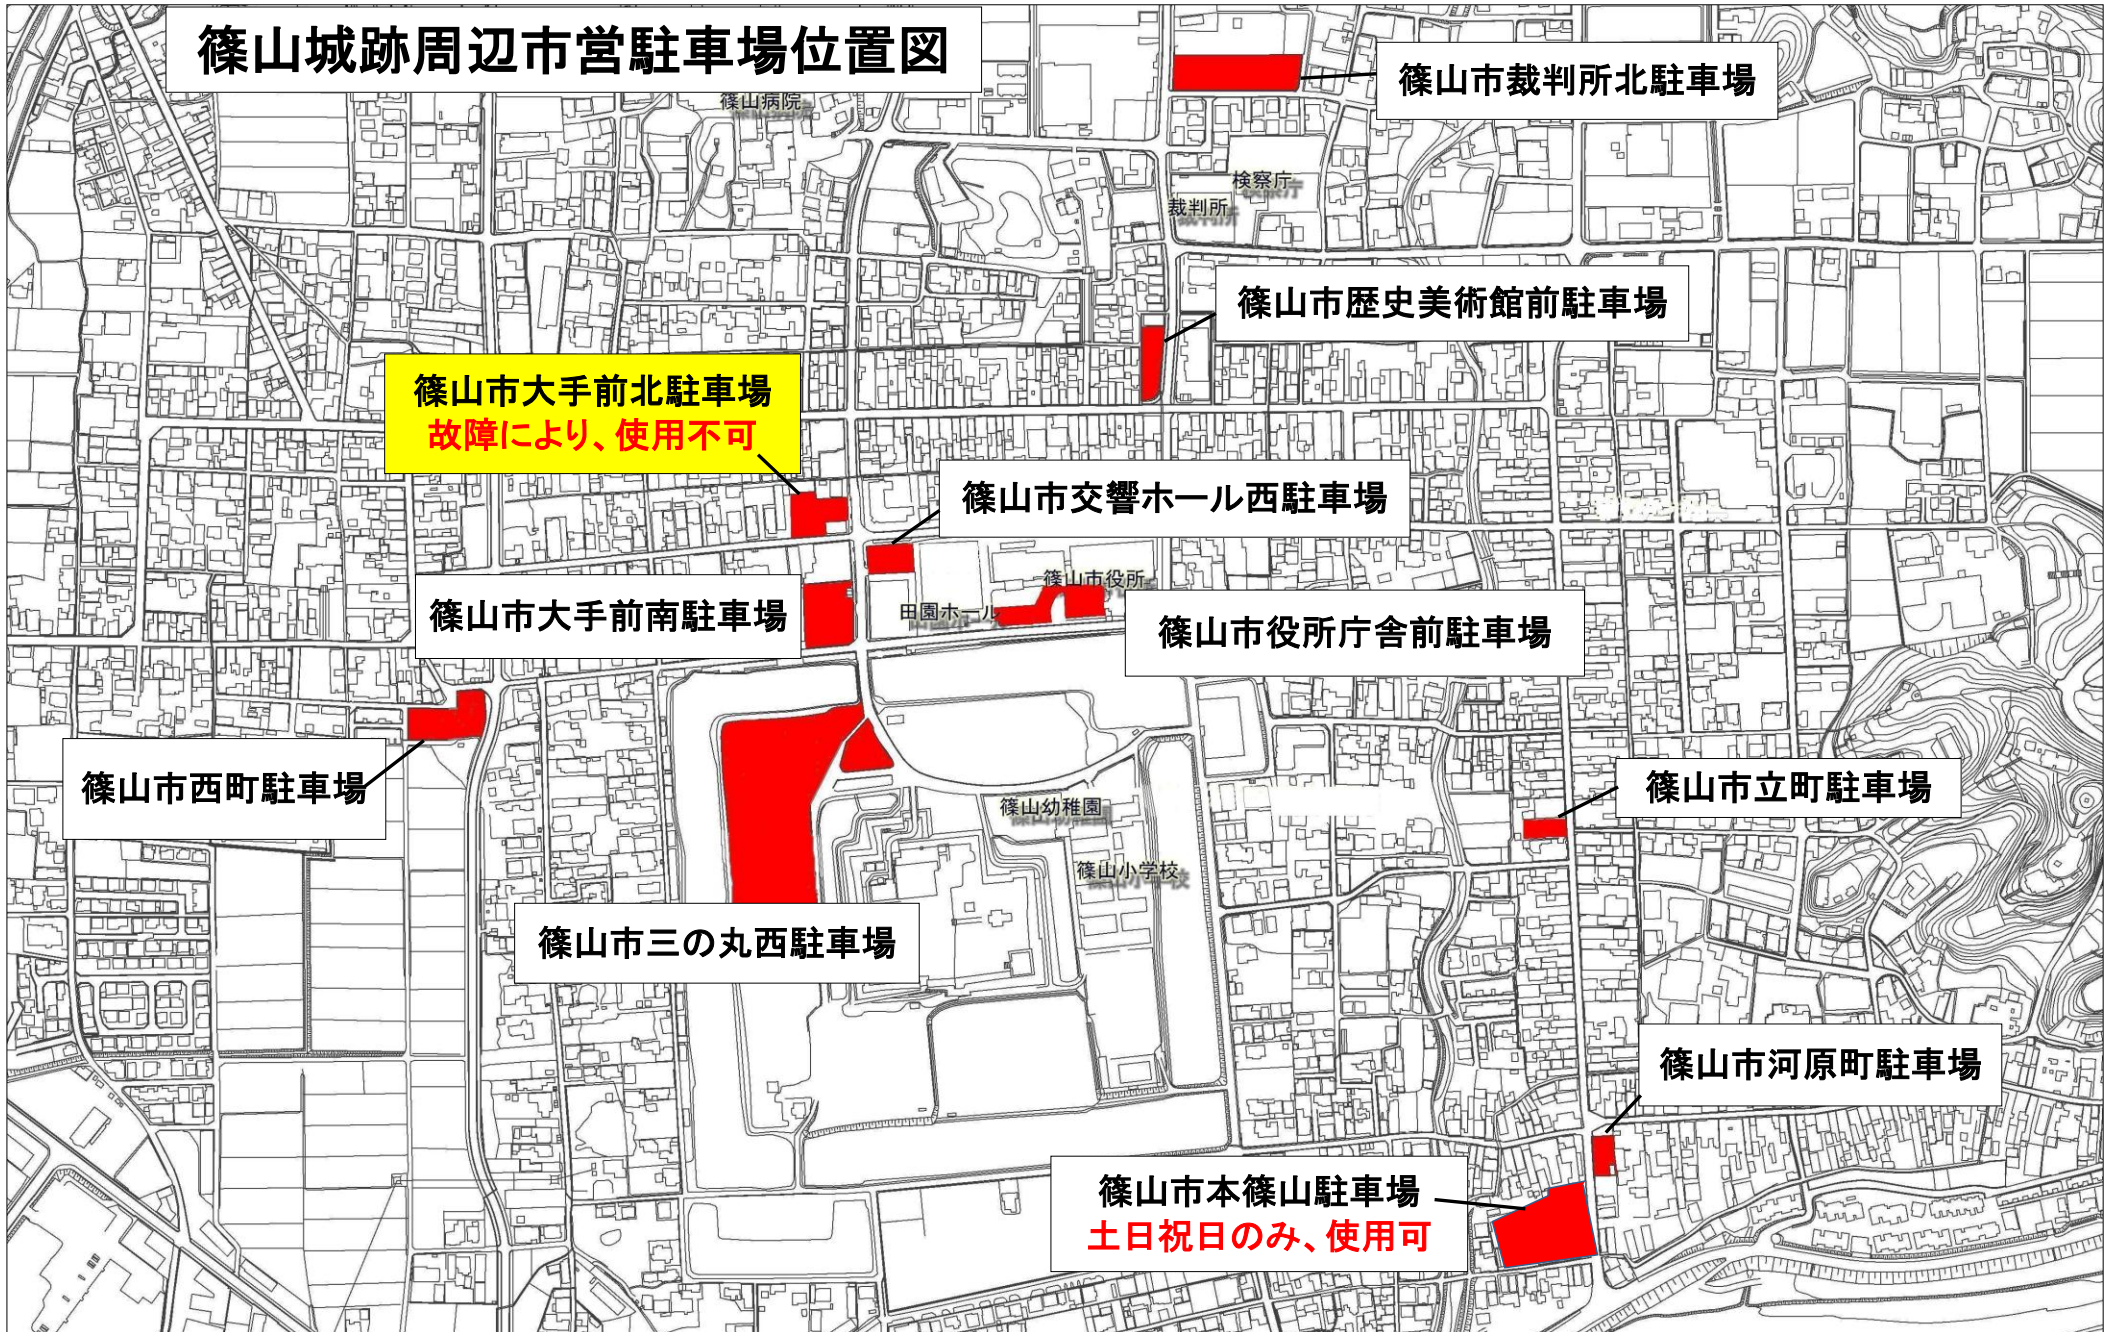 篠山城跡周辺市営駐車場位置図
篠山市裁判所北駐車場
篠山病院
検察庁
裁判所
篠山市歴史美術館前駐車場
篠山市大手前北駐車場
故障により、使用不可
篠山市交響ホール西駐車場
篠山市役所
田園ホール
篠山市大手前南駐車場
篠山市役所庁舎前駐車場
篠山市西町駐車場
篠山市立町駐車場
篠山幼稚園
篠山小学校
篠山市三の丸西駐車場
篠山市河原町駐車場
篠山市本篠山駐車場
土日祝日のみ、使用可